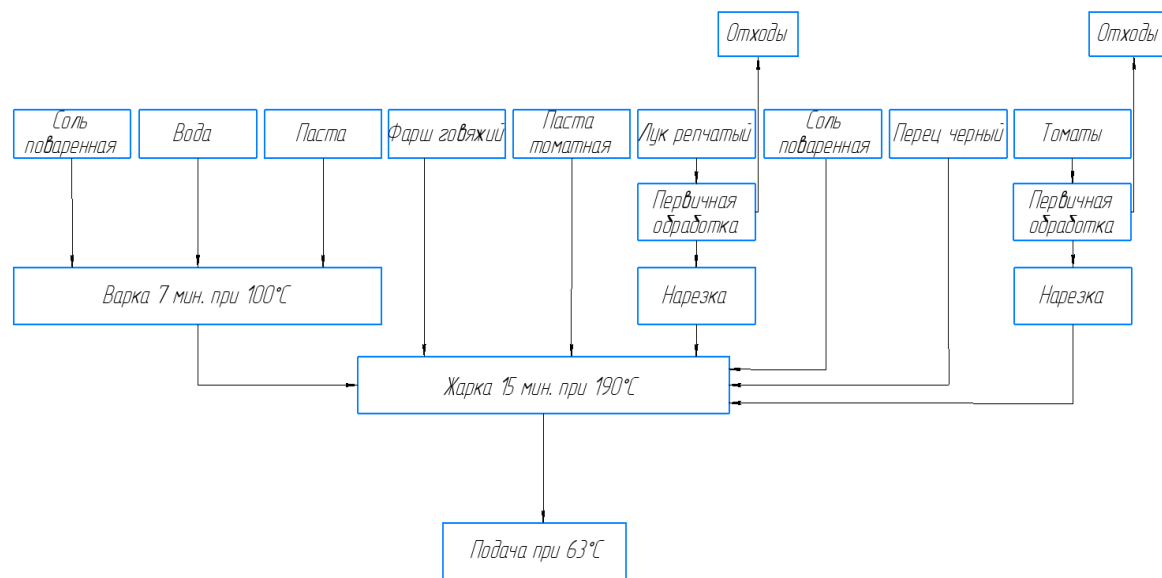 Отходы
Отходы
Соль
поваренная
Вода
Паста
Фарш говяжий
Паста
томатная
Лук репчатый
Соль
поваренная
Перец черный
Томаты
Первичная
обработка
Первичная
обработка
Варка 7 мин. при 100°C
Нарезка
Нарезка
Жарка 15 мин. при 190°C
Подача при 63°C